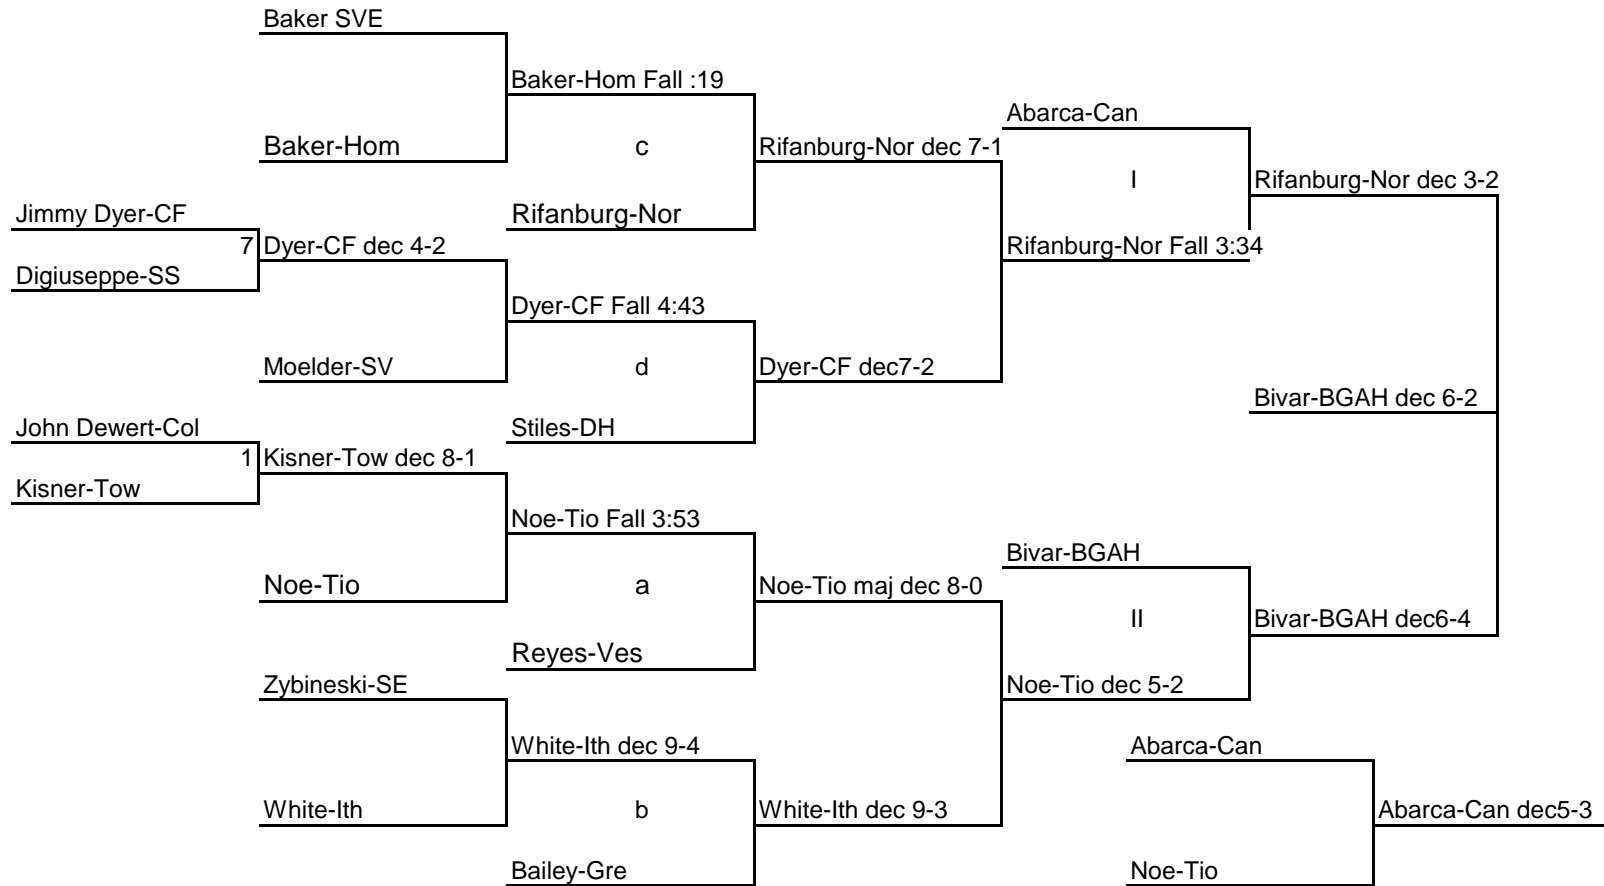 Baker SVE
Baker-Hom Fall :19
Abarca-Can
Baker-Hom
c
Rifanburg-Nor dec 7-1
I
Rifanburg-Nor dec 3-2
Jimmy Dyer-CF
Rifanburg-Nor
7
Dyer-CF dec 4-2
Rifanburg-Nor Fall 3:34
Digiuseppe-SS
Dyer-CF Fall 4:43
Moelder-SV
d
Dyer-CF dec7-2
Bivar-BGAH dec 6-2
John Dewert-Col
Stiles-DH
1
Kisner-Tow dec 8-1
Kisner-Tow
Noe-Tio Fall 3:53
Bivar-BGAH
Noe-Tio
a
Noe-Tio maj dec 8-0
II
Bivar-BGAH dec6-4
Reyes-Ves
Zybineski-SE
Noe-Tio dec 5-2
White-Ith dec 9-4
Abarca-Can
White-Ith
b
White-Ith dec 9-3
Abarca-Can dec5-3
Bailey-Gre
Noe-Tio